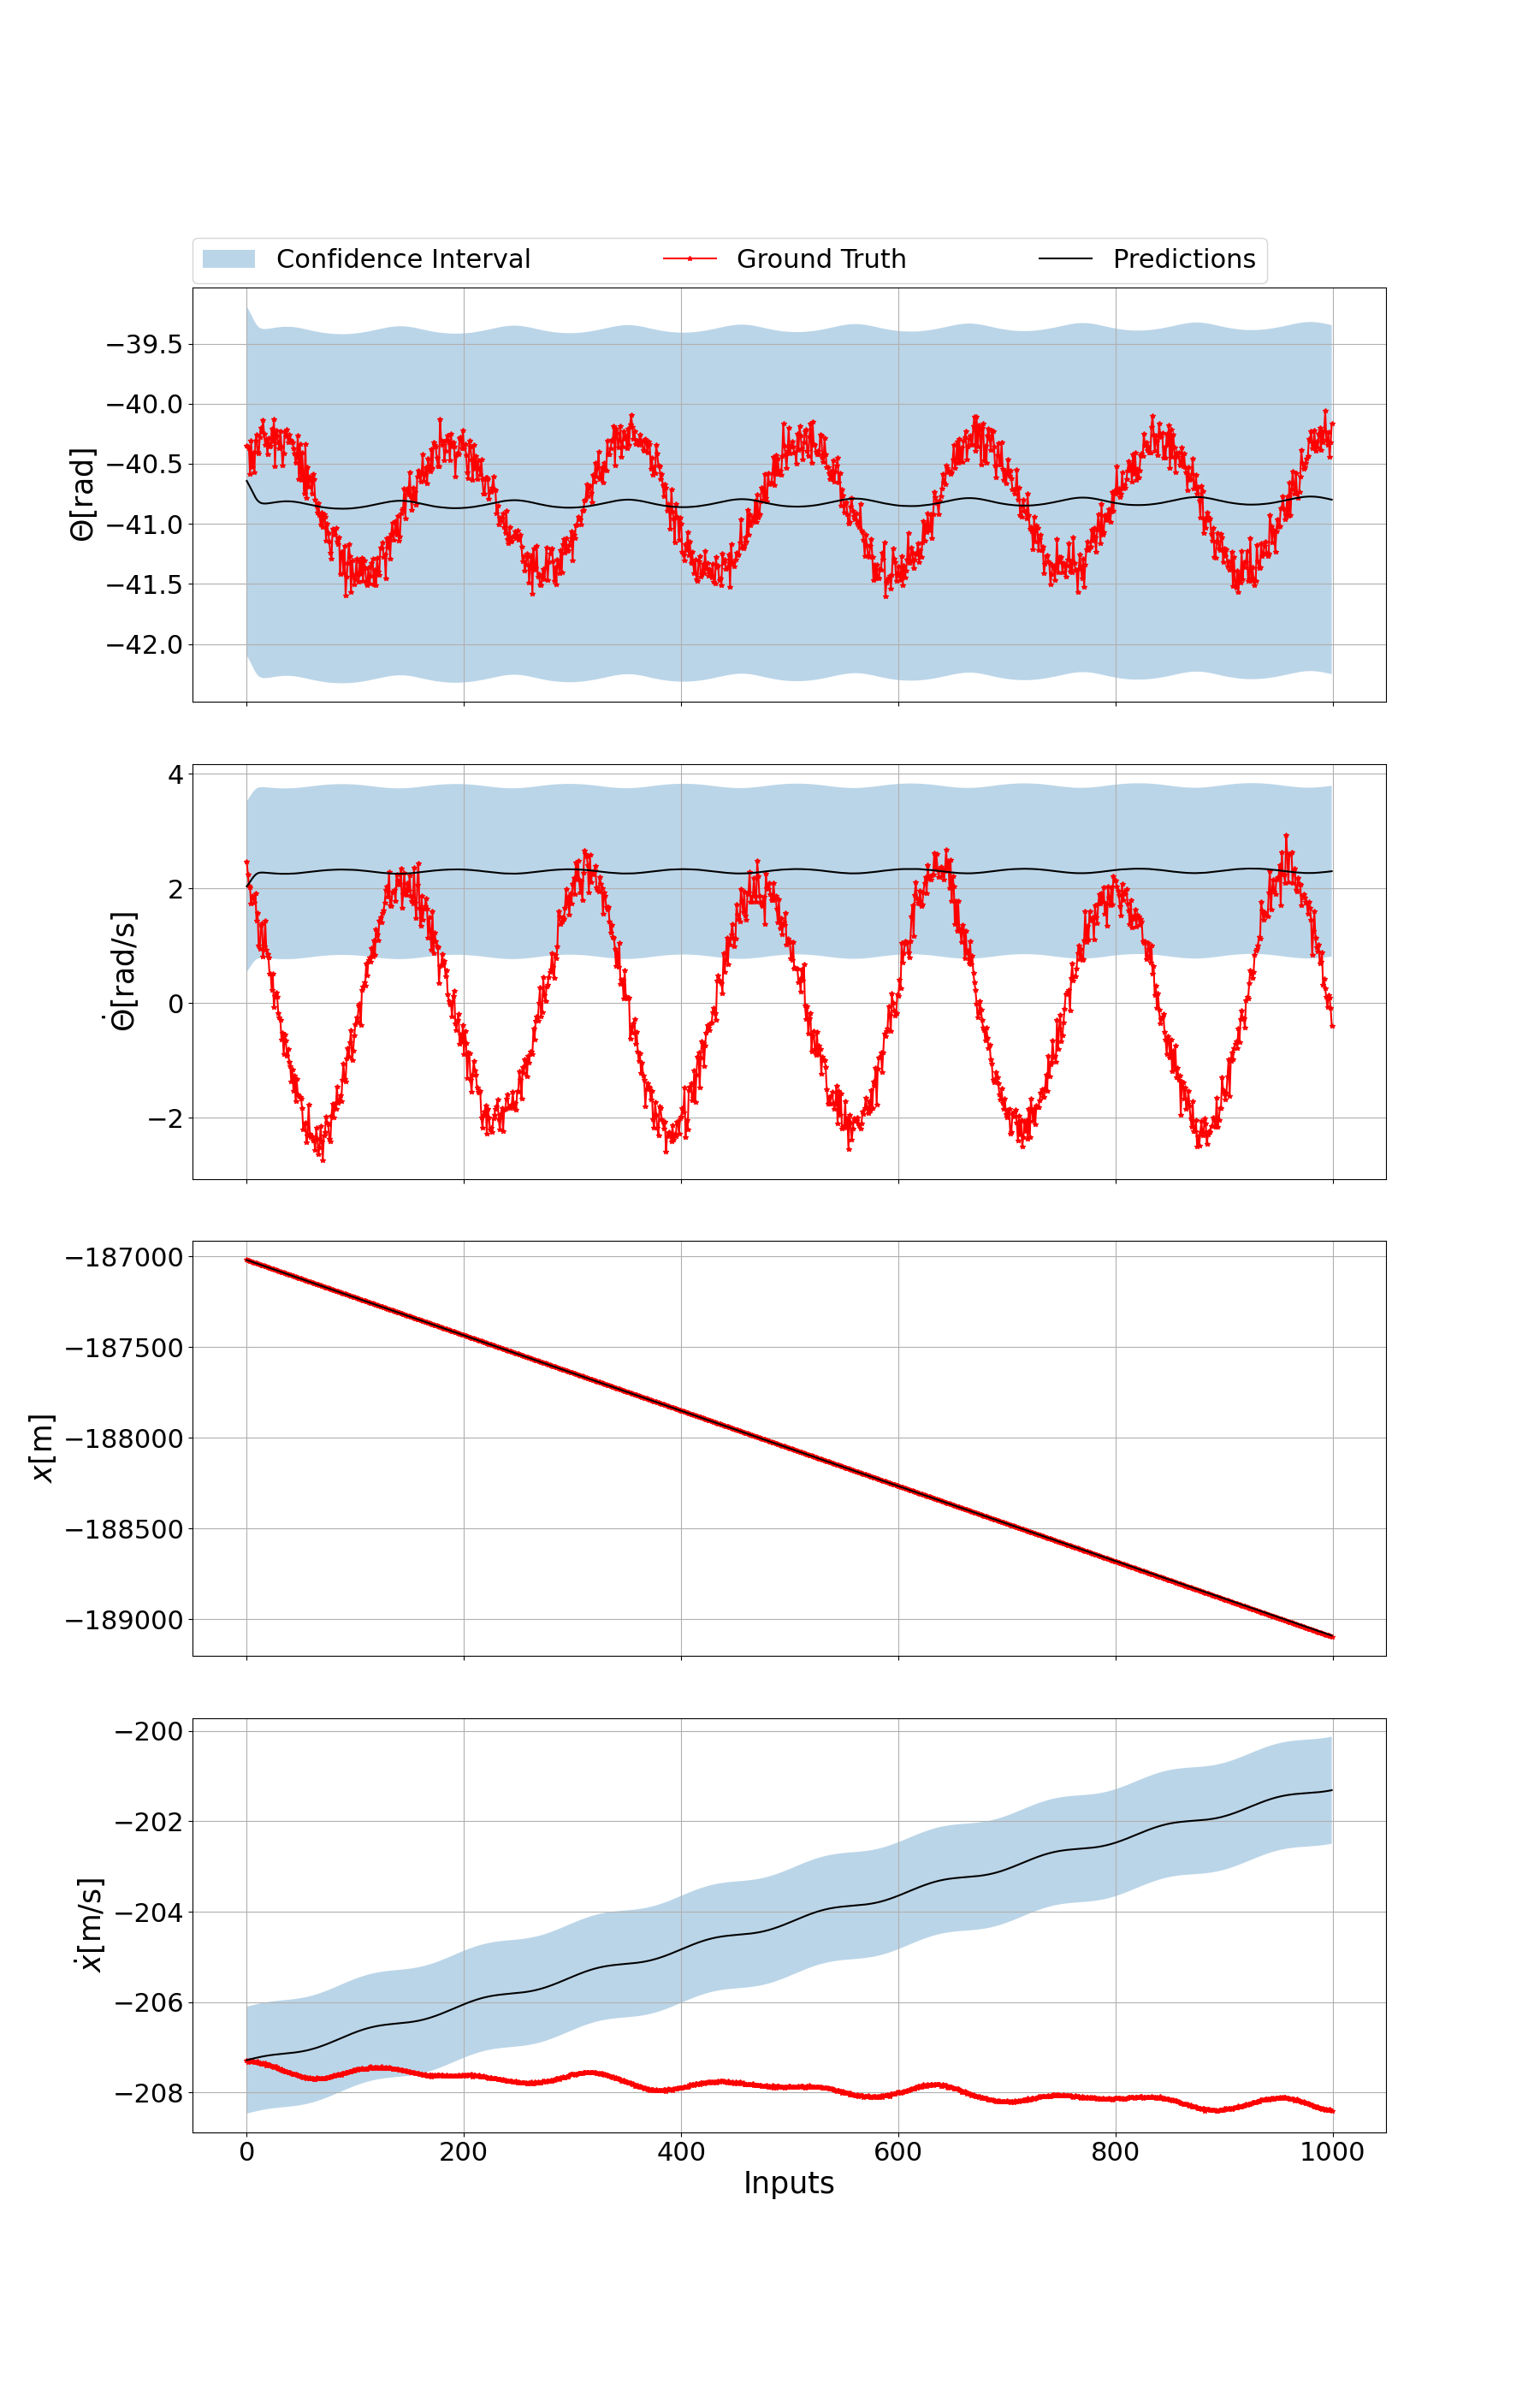 Confidence Interval Ground Truth Predictions
−39.5
−40.0
−40.5
−41.0
−41.5
−42.0
Θ[rad]
4
2
0
−2
Θ̇[rad/s]
−187000
−187500
−188000
−188500
−189000
x[m]
−200
−202
−204
−206
−208
ẋ[m/s]
0 200 400 600 800 1000
Inputs